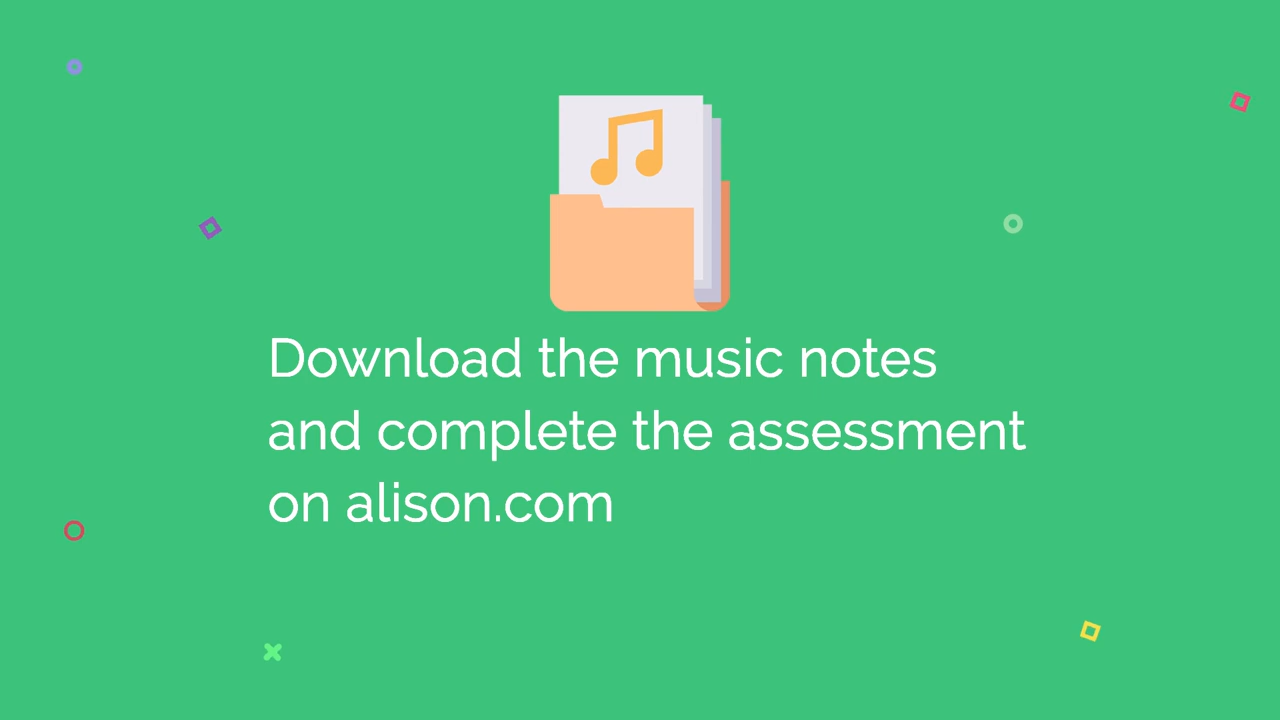 Download the music notes
and complete the assessment
on alison.com